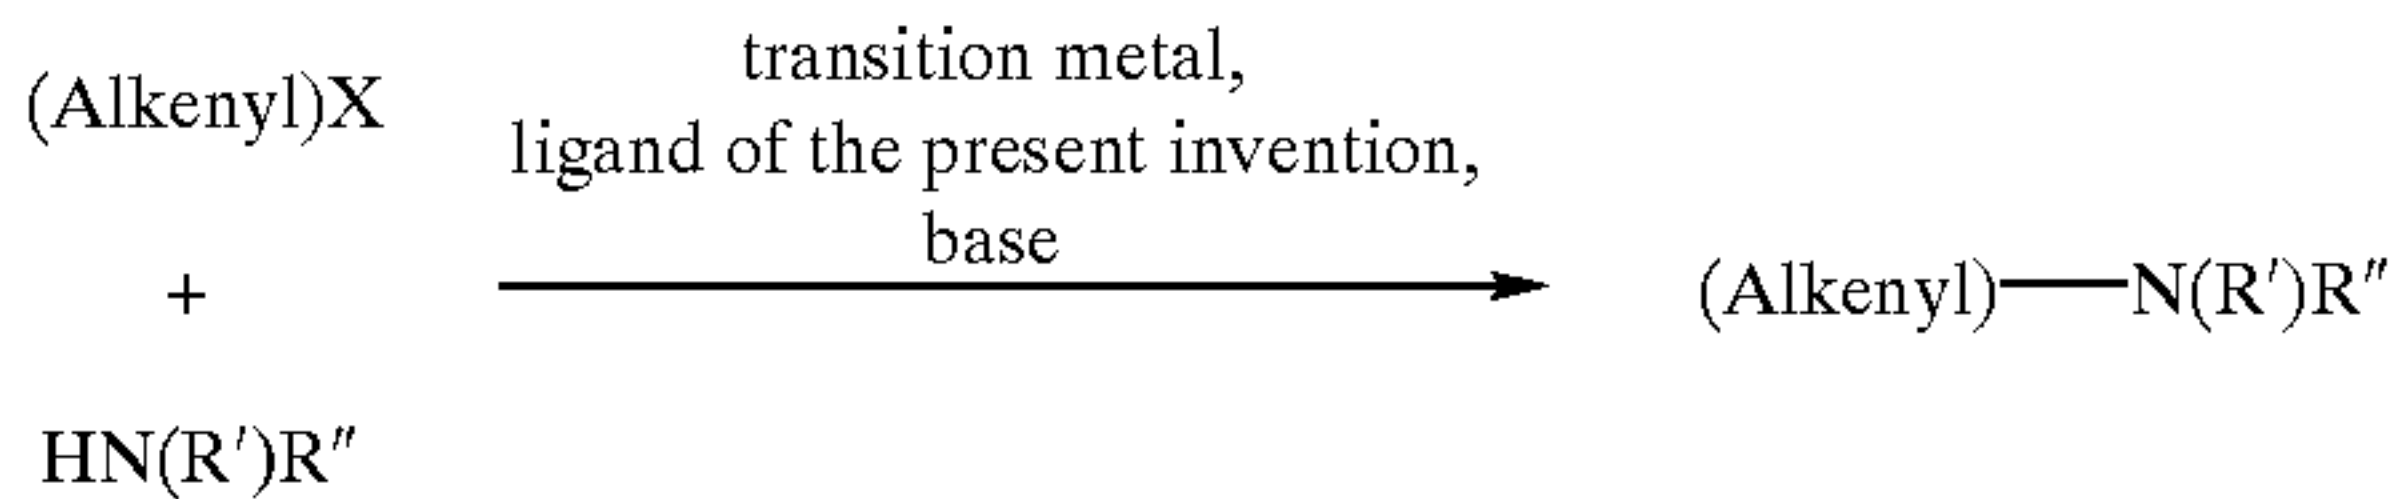 (Alkenyl)X
+
HN(R′)R″
transition metal,
ligand of the present invention,
base
(Alkenyl)—N(R′)R″